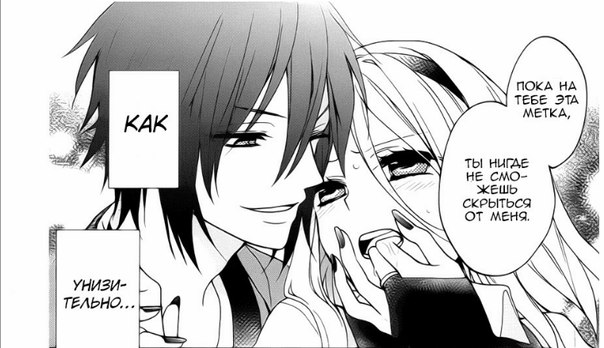 ПОКА НА
ТЕБЕ ЭТА
МЕТКА,
ТЫ НИГДЕ
НЕ СМО-
ЖЕШЬ
СКРЫТЬСЯ
ОТ МЕНЯ.
КАК
УНИЗИ-
ТЕЛЬНО...